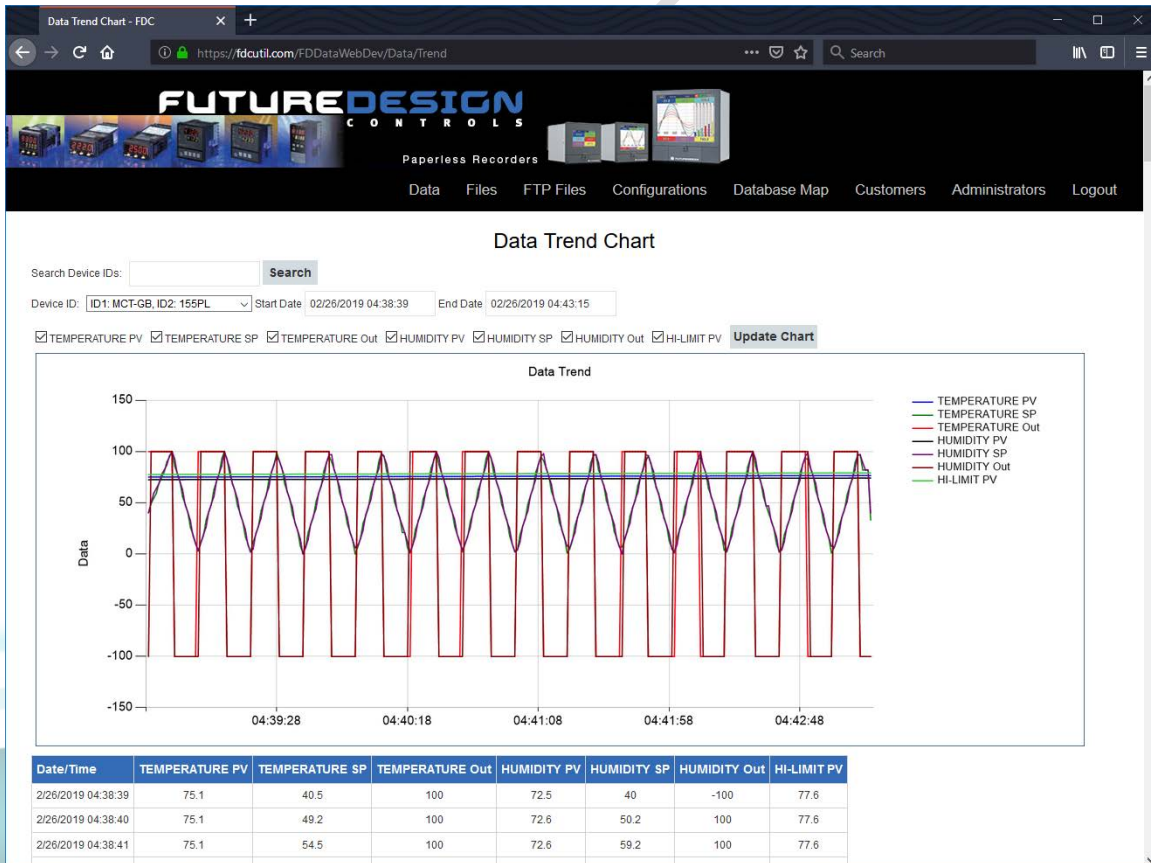 Data Trend Chart - FDC
https://fdcutil.com/FDDataWebDev/Data/Trend
Search
FUTUREDESIGN
CONTROLS
Paperless Recorders
Data Files FTP Files Configurations Database Map Customers Administrators Logout
Data Trend Chart
Search Device IDs: Search
Device ID: ID1: MCT-GB, ID2: 155PL Start Date 02/26/2019 04:38:39 End Date 02/26/2019 04:43:15
TEMPERATURE PV TEMPERATURE SP TEMPERATURE Out HUMIDITY PV HUMIDITY SP HUMIDITY Out HI-LIMIT PV Update Chart
Data Trend
150
100
50
0
-50
-100
-150
Data
04:39:28 04:40:18 04:41:08 04:41:58 04:42:48
TEMPERATURE PV
TEMPERATURE SP
TEMPERATURE Out
HUMIDITY PV
HUMIDITY SP
HUMIDITY Out
HI-LIMIT PV
Date/Time TEMPERATURE PV TEMPERATURE SP TEMPERATURE Out HUMIDITY PV HUMIDITY SP HUMIDITY Out HI-LIMIT PV
2/26/2019 04:38:39 75.1 40.5 100 72.5 40 -100 77.6
2/26/2019 04:38:40 75.1 49.2 100 72.6 50.2 100 77.6
2/26/2019 04:38:41 75.1 54.5 100 72.6 59.2 100 77.6